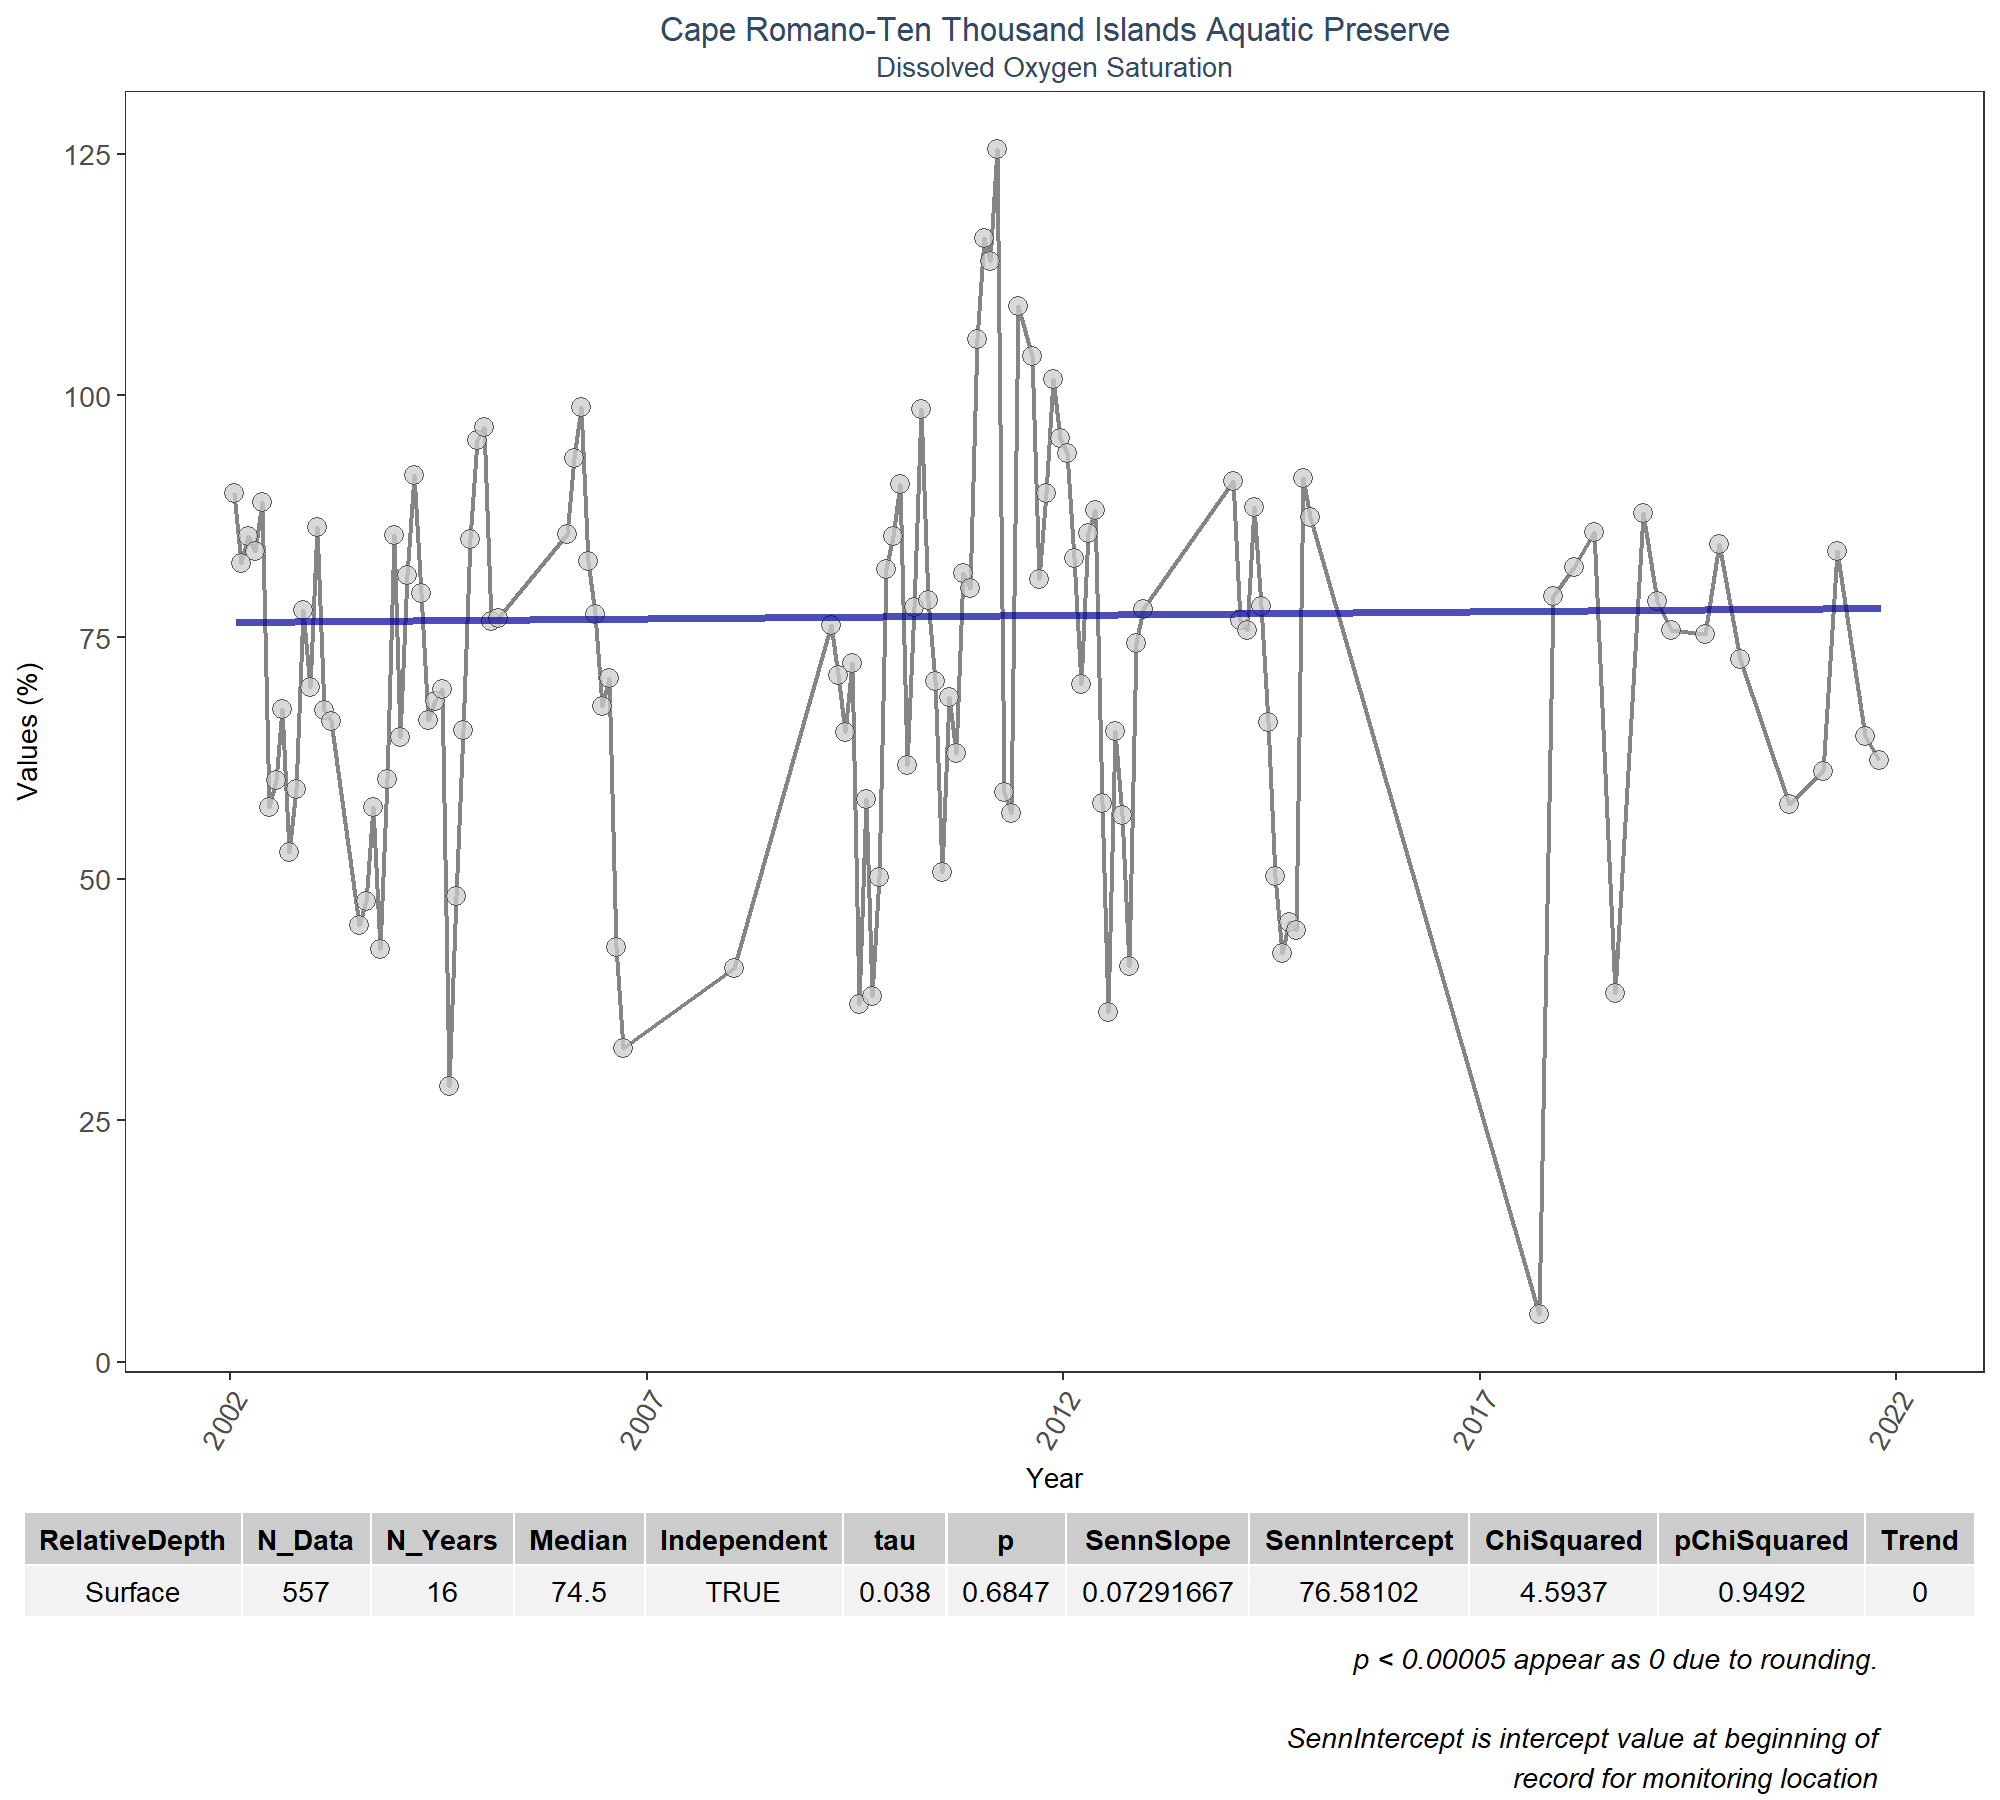 Cape Romano-Ten Thousand Islands Aquatic Preserve
Dissolved Oxygen Saturation
Values (%)
125
100
75
50
25
0
2002 2007 2012 2017 2022
Year
RelativeDepth N_Data N_Years Median Independent tau p SennSlope SennIntercept ChiSquared pChiSquared Trend
Surface 557 16 74.5 TRUE 0.038 0.6847 0.07291667 76.58102 4.5937 0.9492 0
p < 0.00005 appear as 0 due to rounding.
SennIntercept is intercept value at beginning of
record for monitoring location